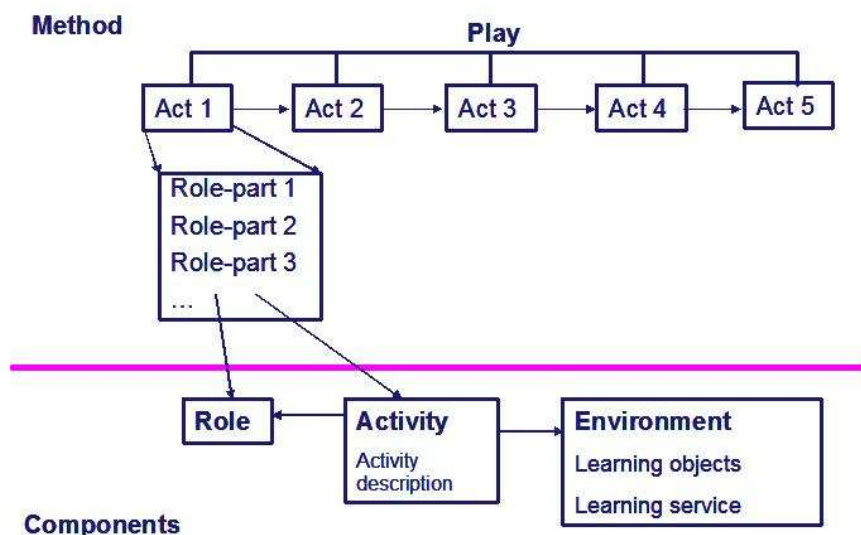 Method
Play
Act 1
Act 2
Act 3
Act 4
Act 5
Role-part 1
Role-part 2
Role-part 3
...
Role
Activity
Activity
description
Environment
Learning objects
Learning service
Components